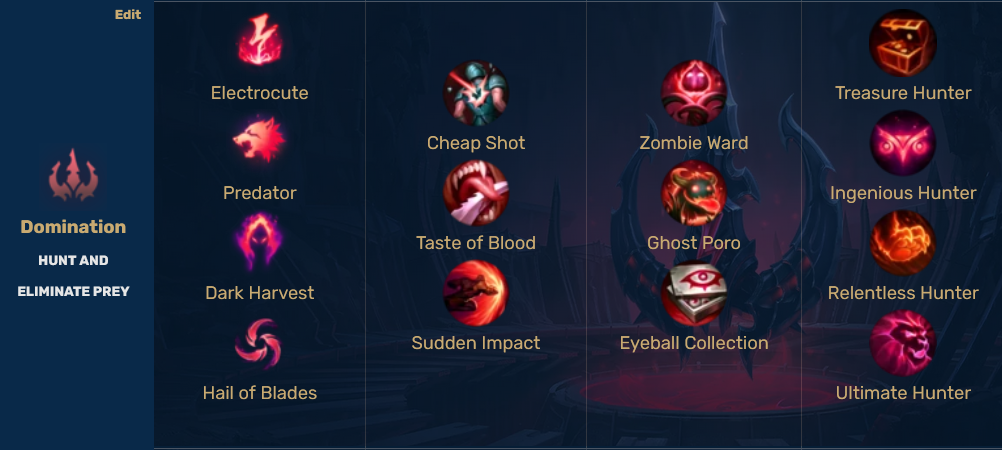 Edit
Domination
HUNT AND
ELIMINATE PREY
Electrocute
Predator
Dark Harvest
Hail of Blades
Cheap Shot
Taste of Blood
Sudden Impact
Zombie Ward
Ghost Poro
Eyeball Collection
Treasure Hunter
Ingenious Hunter
Relentless Hunter
Ultimate Hunter